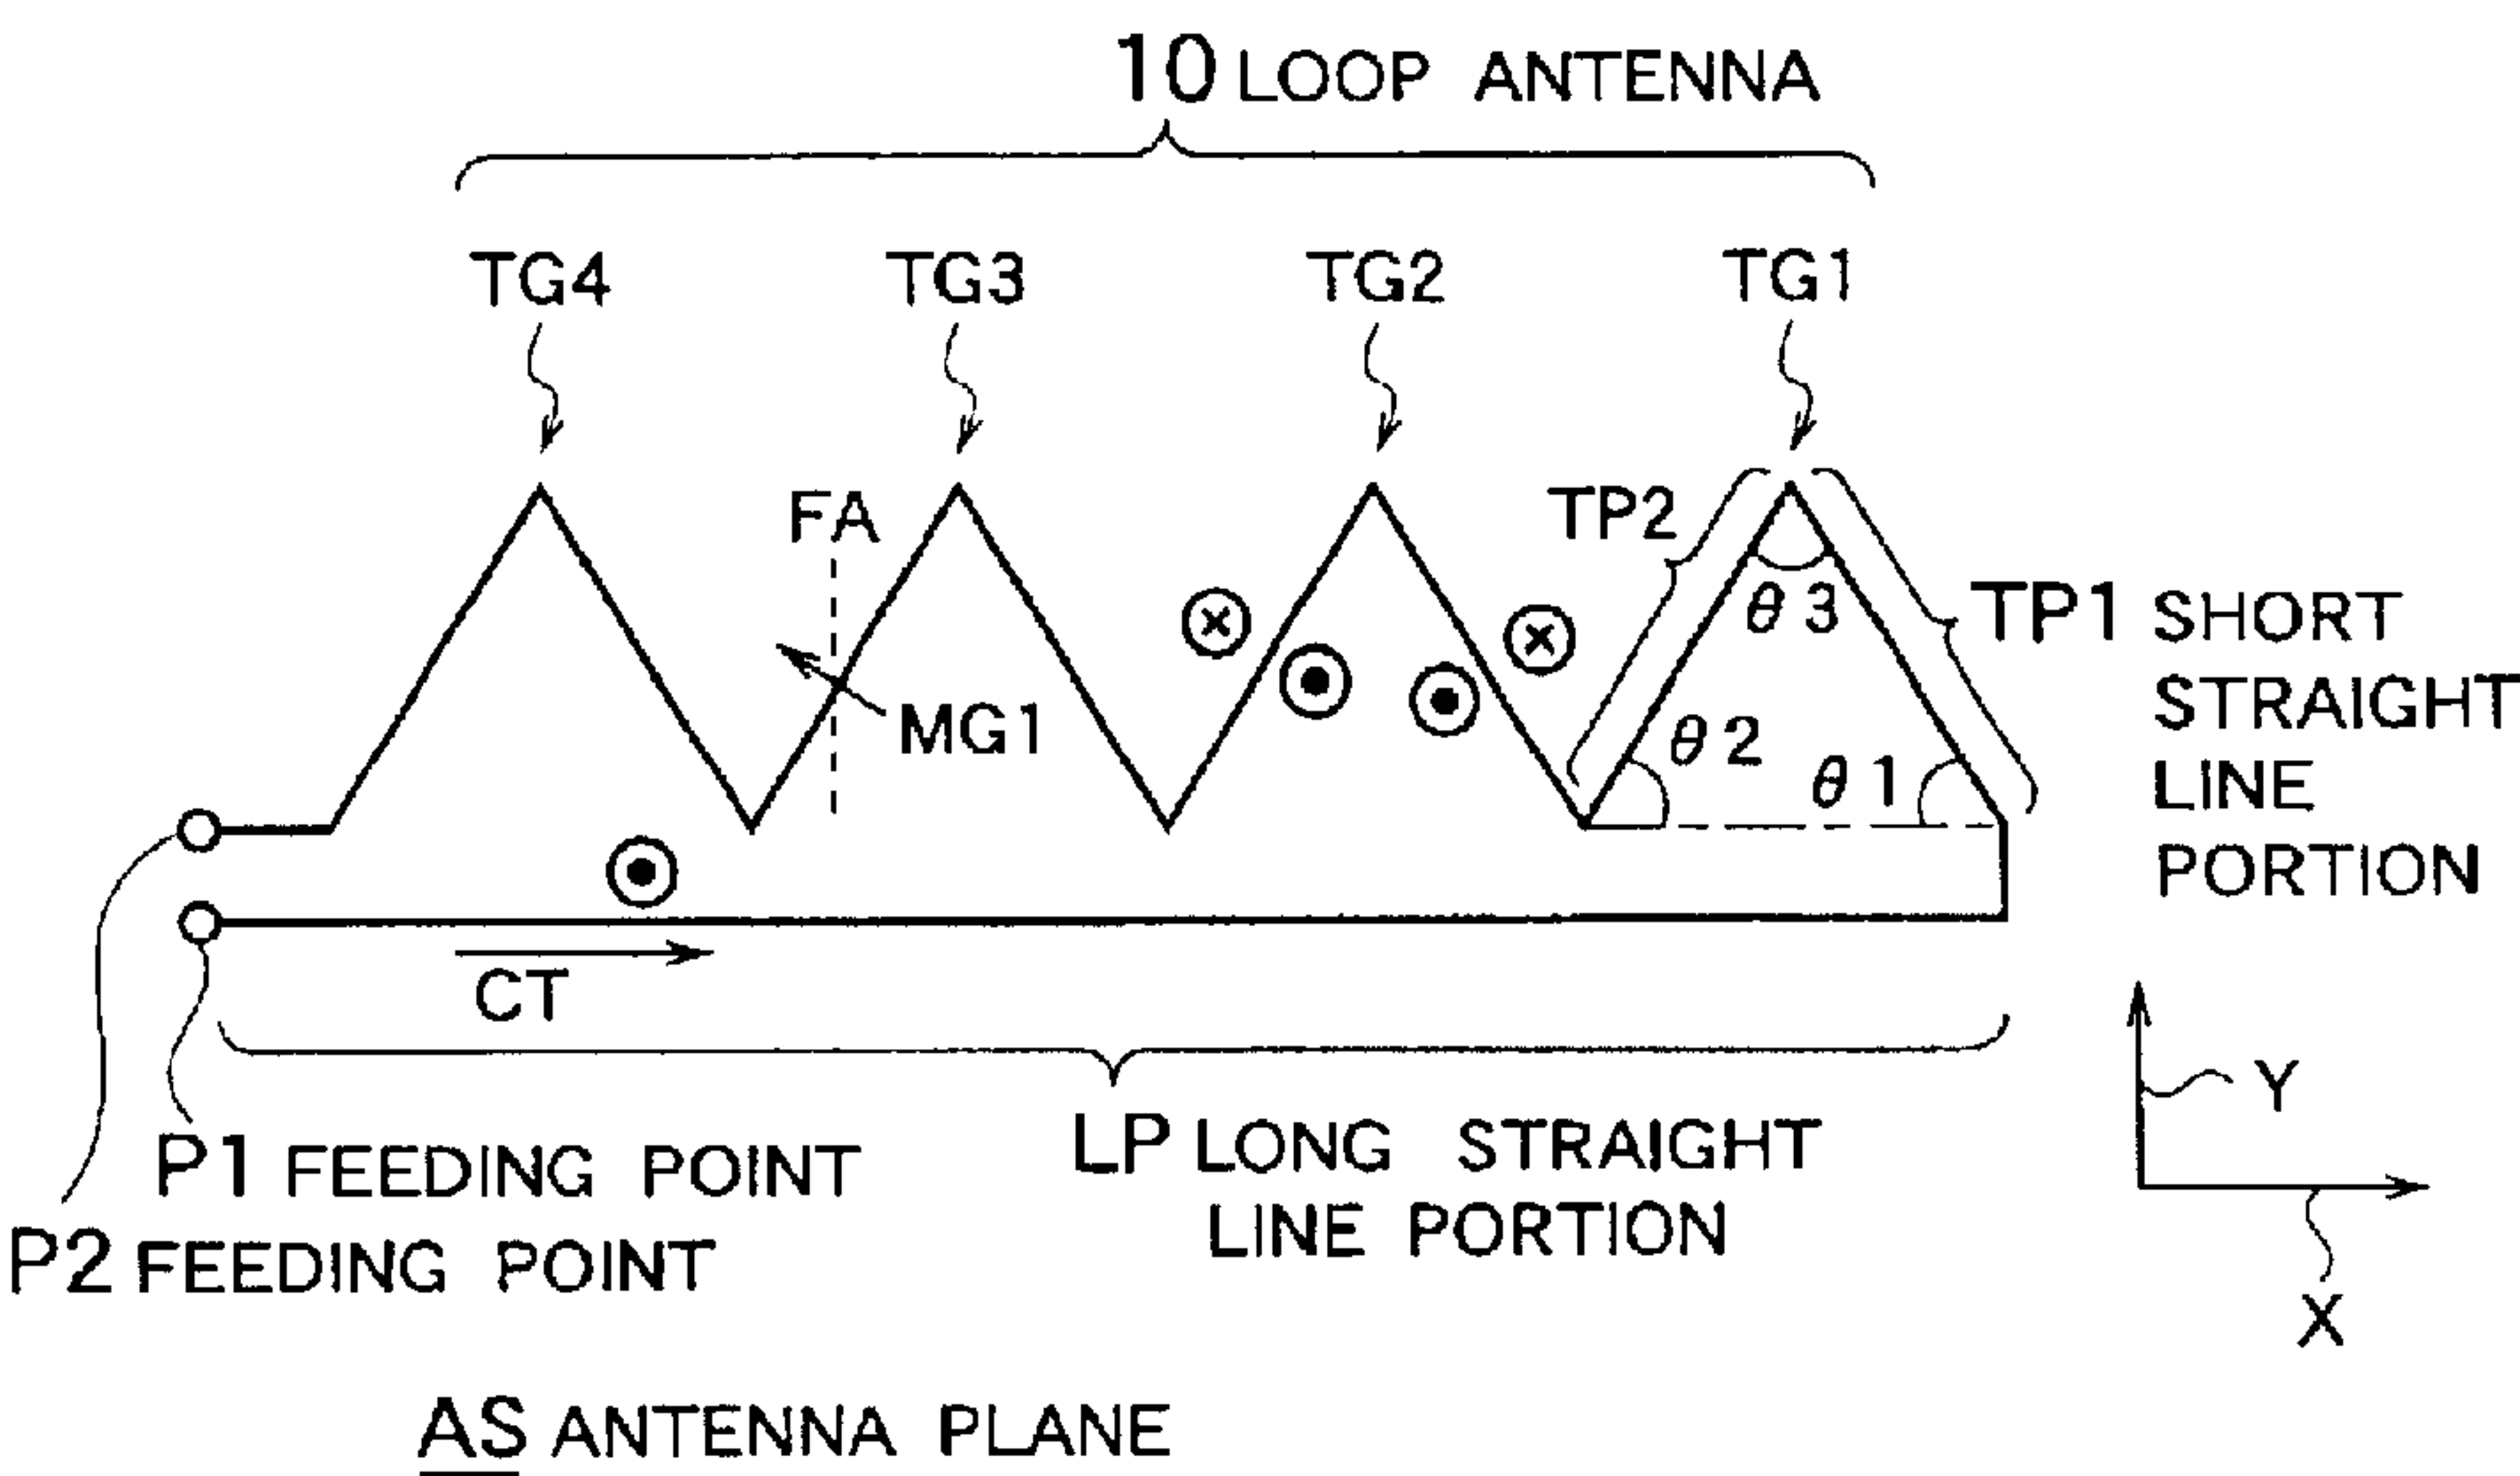 10 LOOP ANTENNA
TG4 TG3 TG2 TG1
FA TP2
θ3
TP1 SHORT
STRAIGHT
LINE
PORTION
MG1
θ2
θ1
CT
Y
P1 FEEDING POINT
LP LONG STRAIGHT
LINE PORTION
P2 FEEDING POINT
X
AS ANTENNA PLANE